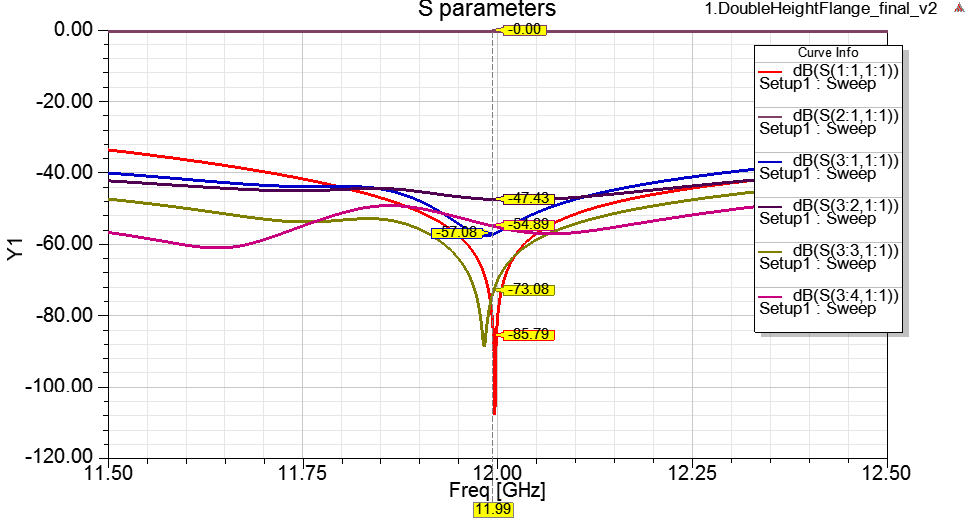 S parameters
1.DoubleHeightFlange_final_v2
Curve Info
dB(S(1:1,1:1))
Setup1 : Sweep
dB(S(2:1,1:1))
Setup1 : Sweep
dB(S(3:1,1:1))
Setup1 : Sweep
dB(S(3:2,1:1))
Setup1 : Sweep
dB(S(3:3,1:1))
Setup1 : Sweep
dB(S(3:4,1:1))
Setup1 : Sweep
Y1
0.00
-20.00
-40.00
-60.00
-80.00
-100.00
-120.00
-0.00
-47.43
-54.89
-57.08
-73.08
-85.79
11.50
11.75
12.00
12.25
12.50
Freq [GHz]
11.99